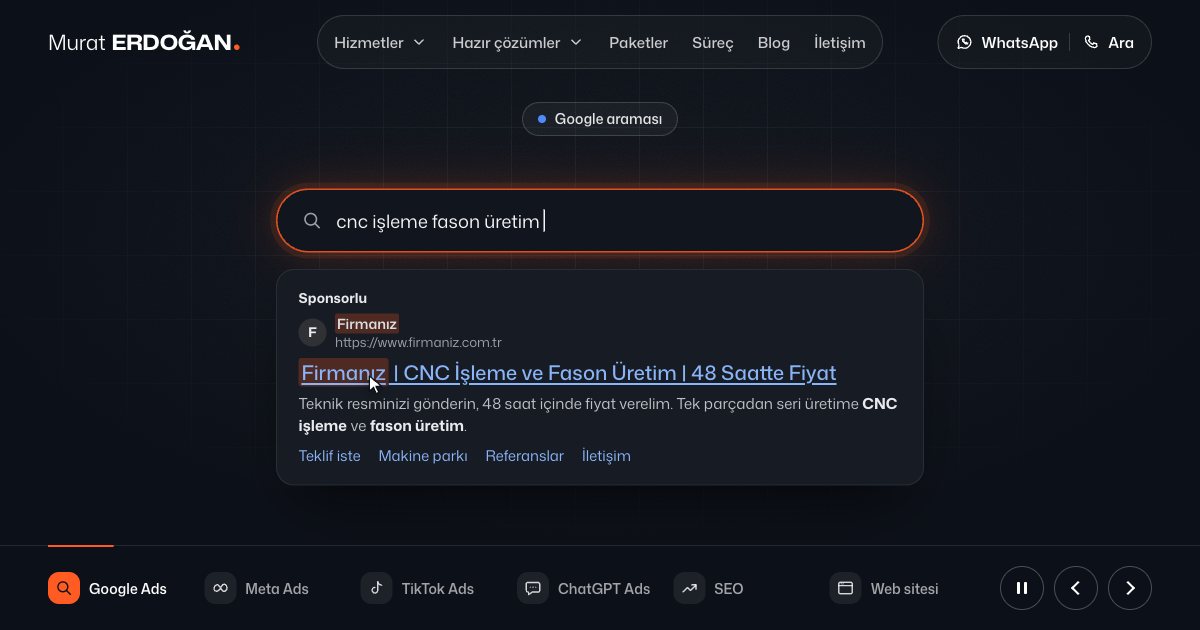 Murat ERDOĞAN.
Hizmetler
Hazır çözümler
Paketler
Süreç
Blog
İletişim
WhatsApp
Ara
Google araması
cnc işleme fason üretim
Sponsorlu
F
Firmanız
https://www.firmaniz.com.tr
Firmanız | CNC İşleme ve Fason Üretim | 48 Saatte Fiyat
Teknik resminizi gönderin, 48 saat içinde fiyat verelim. Tek parçadan seri üretime CNC
işleme ve fason üretim.
Teklif iste
Makine parkı
Referanslar
İletişim
Google Ads
Meta Ads
TikTok Ads
ChatGPT Ads
SEO
Web sitesi